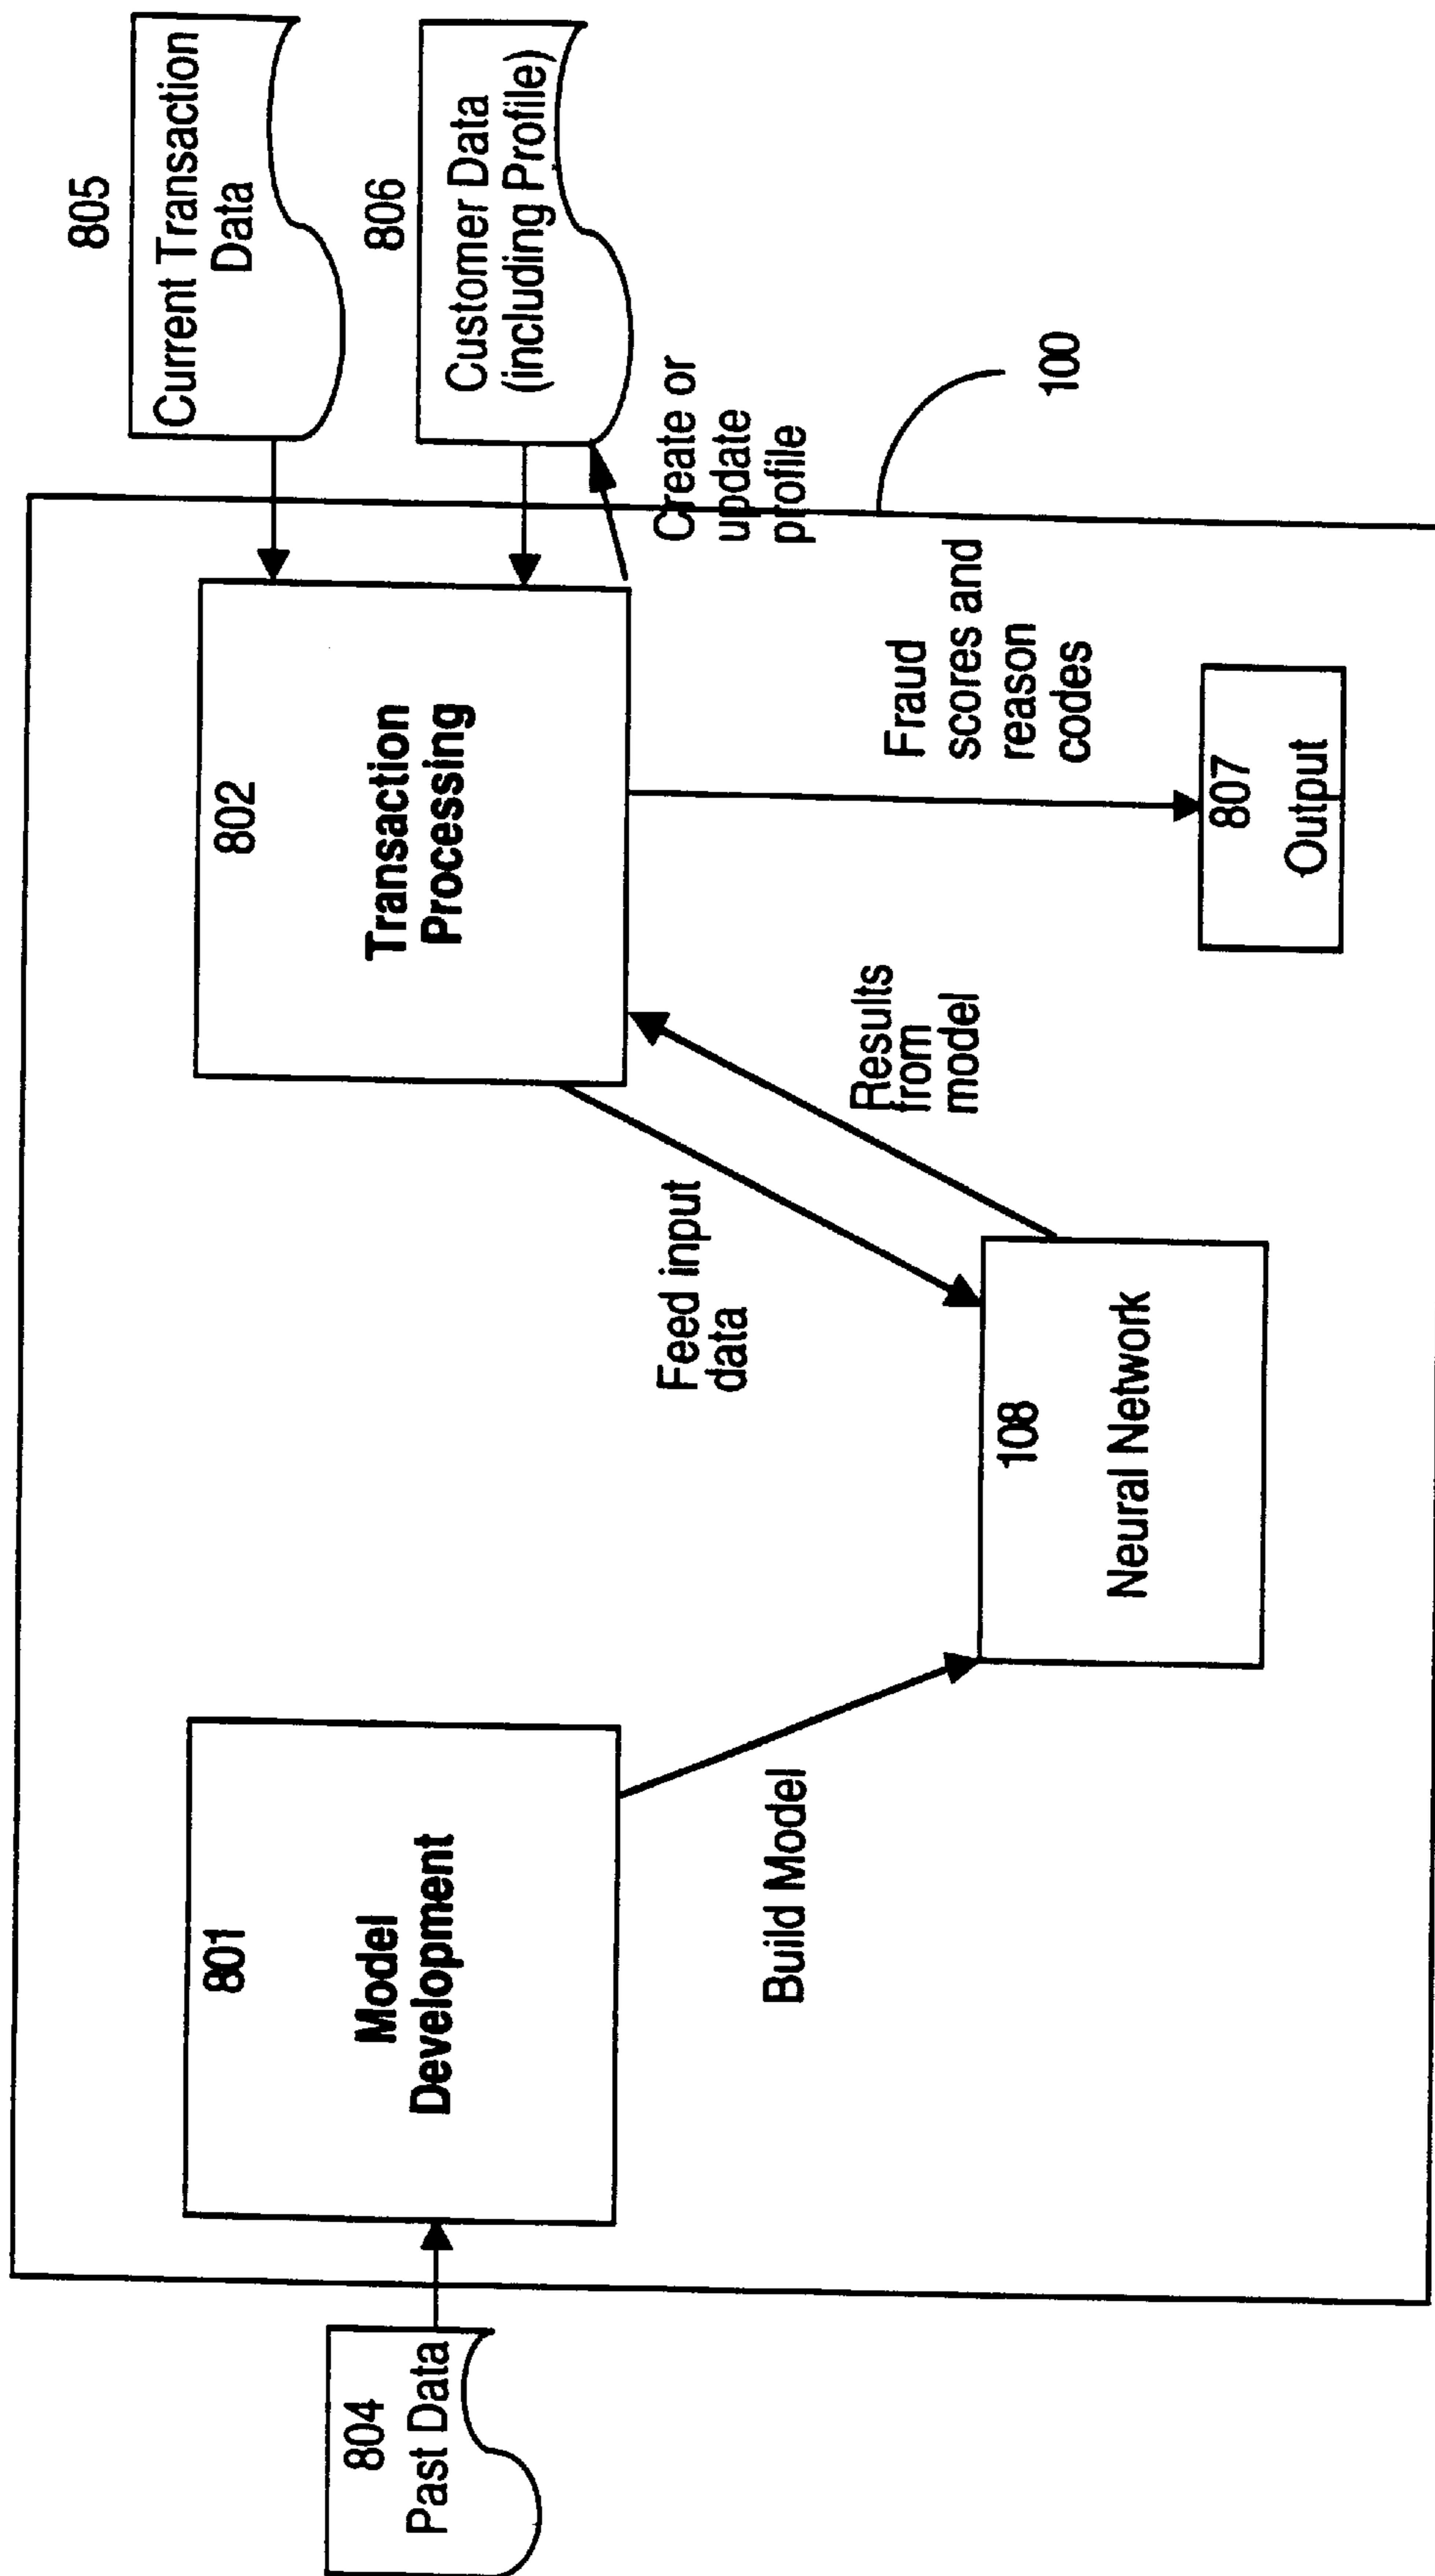 804
Past Data
801
Model
Development
Build Model
108
Neural Network
Feed input
data
Results
from
model
802
Transaction
Processing
807
Output
Fraud
scores and
reason
codes
Create or
update
profile
100
805
Current Transaction
Data
806
Customer Data
(including Profile)